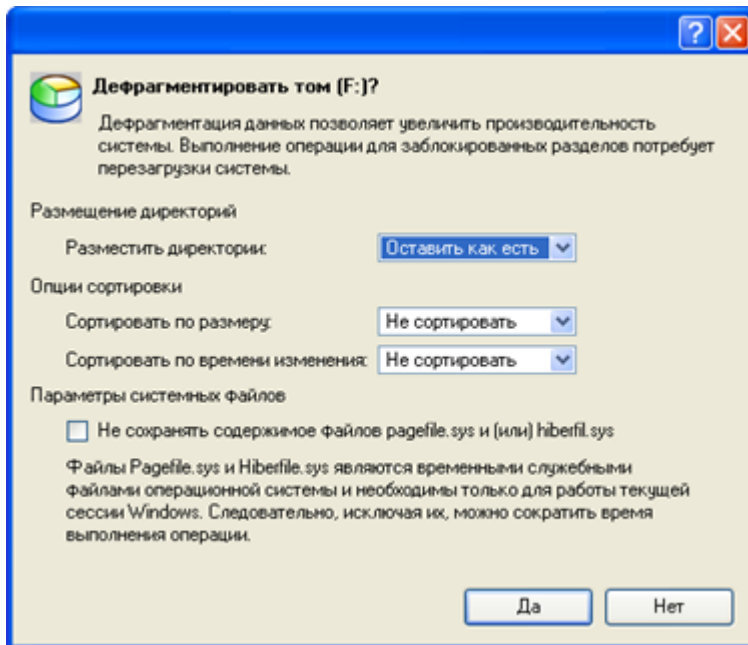 Дефрагментировать том (F:)?
Дефрагментация данных позволяет увеличить производительность
системы. Выполнение операции для заблокированных разделов потребует
перезагрузки системы.
Размещение директорий
Разместить директории: Оставить как есть
Опции сортировки
Сортировать по размеру: Не сортировать
Сортировать по времени изменения: Не сортировать
Параметры системных файлов
Не сохранять содержимое файлов pagefile.sys и (или) hiberfil.sys
Файлы Pagefile.sys и Hiberfile.sys являются временными служебными
файлами операционной системы и необходимы только для работы текущей
сессии Windows. Следовательно, исключая их, можно сократить время
выполнения операции.
Да Нет